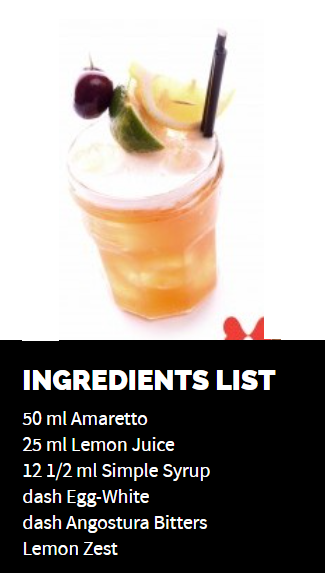 INGREDIENTS LIST
50 ml Amaretto
25 ml Lemon Juice
12 1/2 ml Simple Syrup
dash Egg-White
dash Angostura Bitters
Lemon Zest